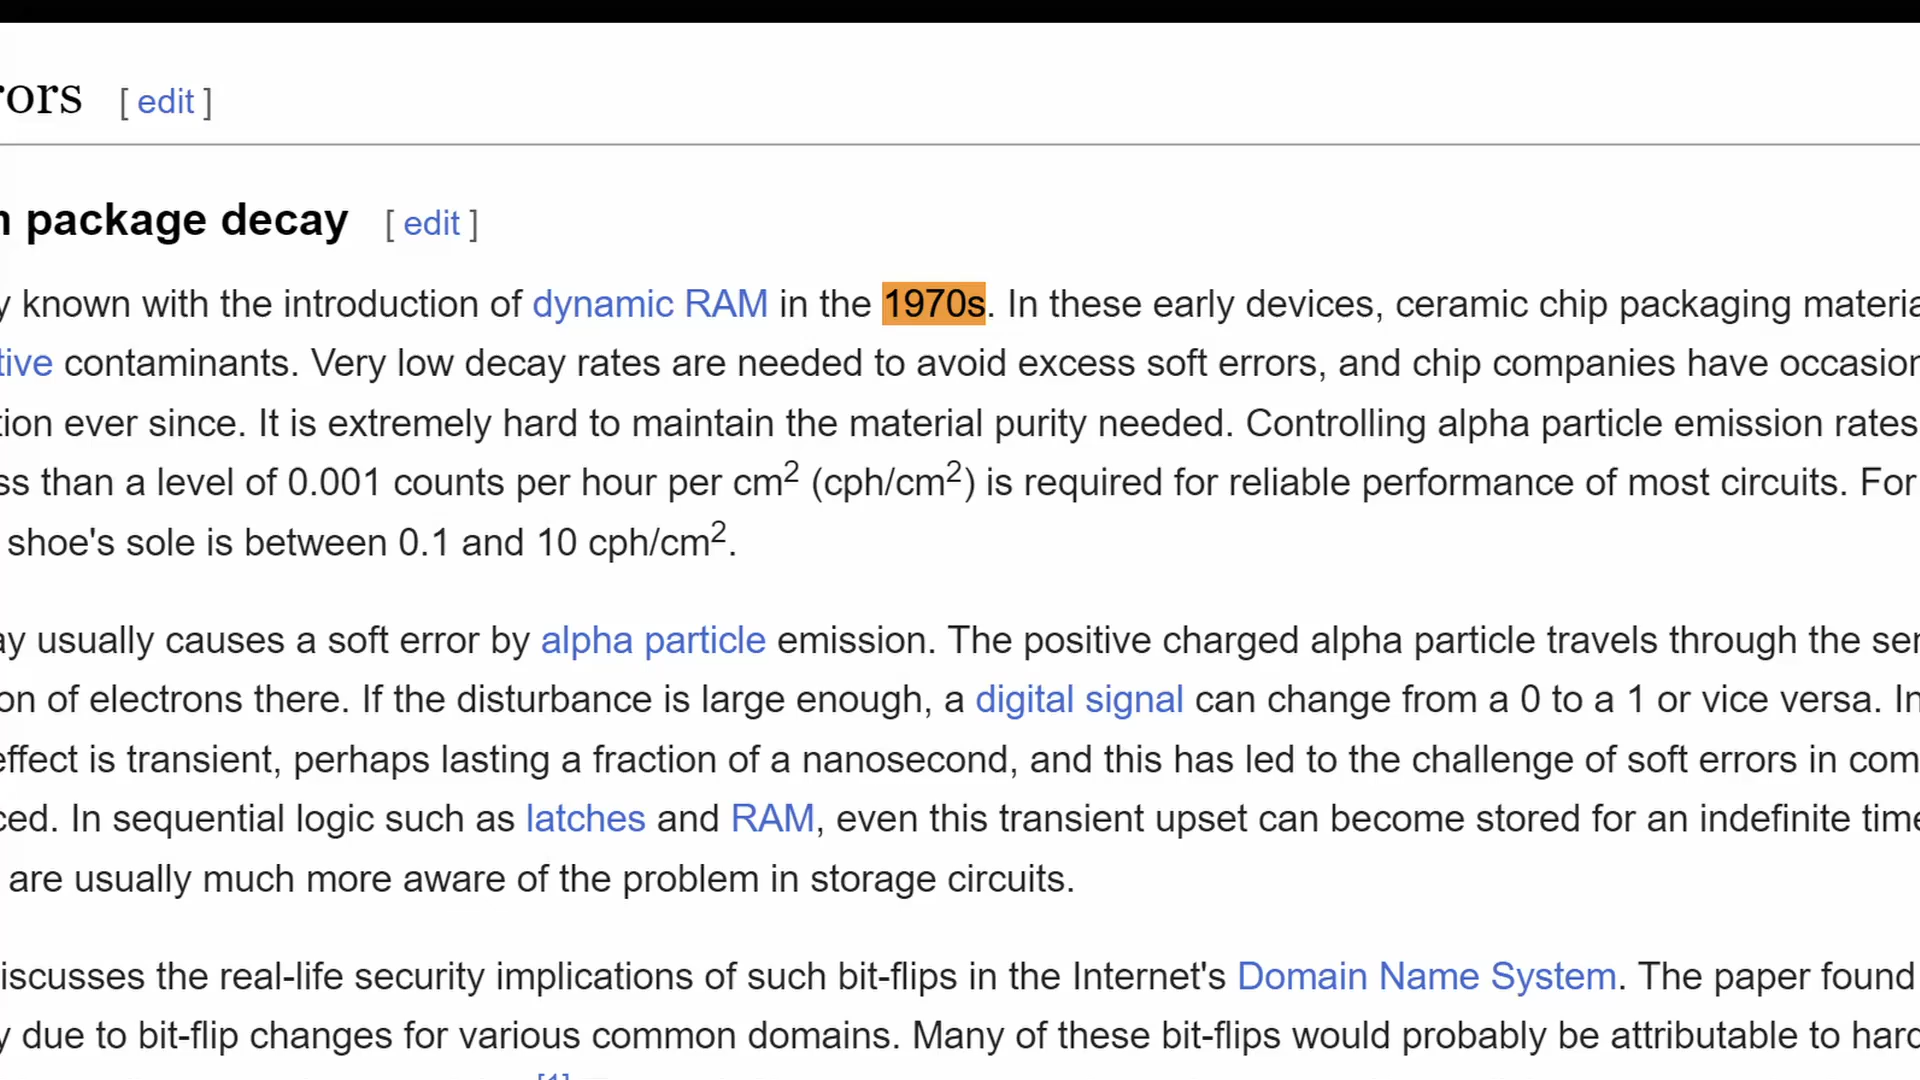 rors [ edit ]
n package decay [ edit ]
y known with the introduction of dynamic RAM in the 1970s. In these early devices, ceramic chip packaging materia
tive contaminants. Very low decay rates are needed to avoid excess soft errors, and chip companies have occasion
tion ever since. It is extremely hard to maintain the material purity needed. Controlling alpha particle emission rates
ss than a level of 0.001 counts per hour per cm² (cph/cm²) is required for reliable performance of most circuits. For
shoe's sole is between 0.1 and 10 cph/cm².
ay usually causes a soft error by alpha particle emission. The positive charged alpha particle travels through the ser
on of electrons there. If the disturbance is large enough, a digital signal can change from a 0 to a 1 or vice versa. In
effect is transient, perhaps lasting a fraction of a nanosecond, and this has led to the challenge of soft errors in com
ced. In sequential logic such as latches and RAM, even this transient upset can become stored for an indefinite time
are usually much more aware of the problem in storage circuits.
iscusses the real-life security implications of such bit-flips in the Internet's Domain Name System. The paper found
y due to bit-flip changes for various common domains. Many of these bit-flips would probably be attributable to hard